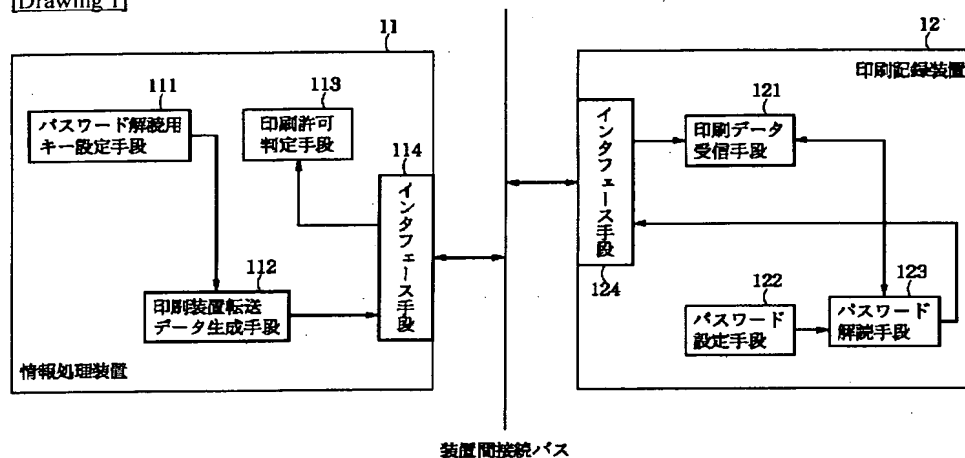 [Drawing 1]
11
111
パスワード解読用
キー設定手段
113
印刷許可
判定手段
114
インタフェース手段
112
印刷装置転送
データ生成手段
情報処理装置
12
印刷記録装置
121
印刷データ
受信手段
インタフェース手段
124
122
パスワード
設定手段
123
パスワード
解読手段
装置間接続バス